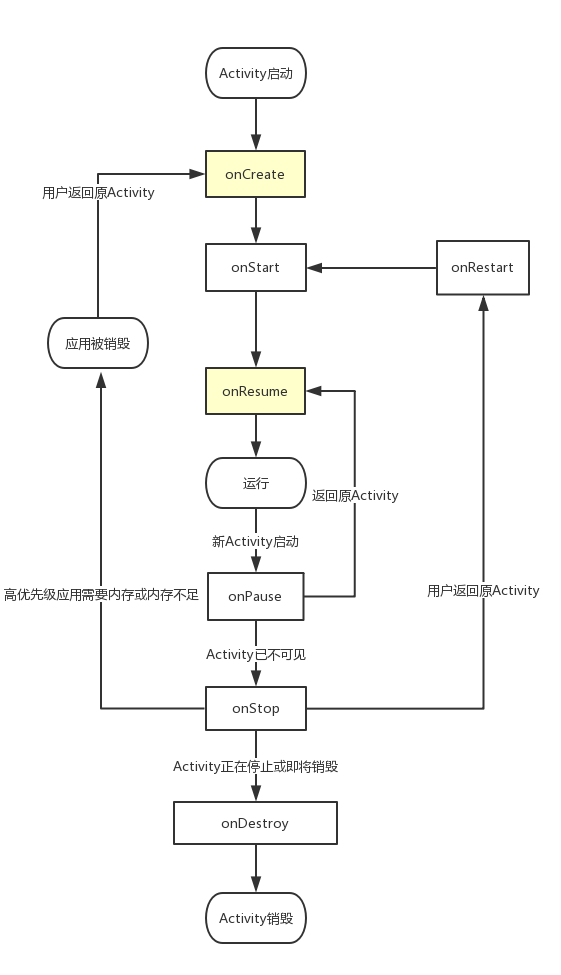 Activity启动
onCreate
用户返回原Activity
onStart
onRestart
应用被销毁
onResume
运行
返回原Activity
新Activity启动
高优先级应用需要内存或内存不足
onPause
用户返回原Activity
Activity已不可见
onStop
Activity正在停止或即将销毁
onDestroy
Activity销毁